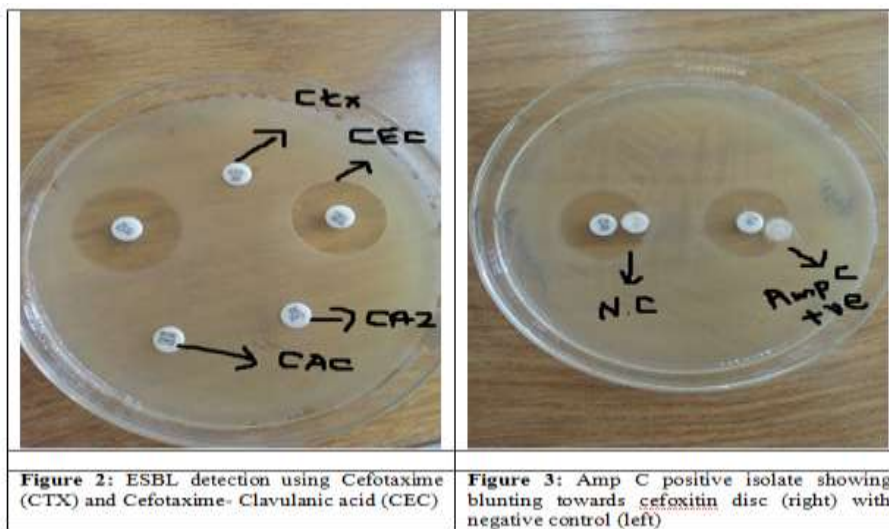 Ctx
CEC
CAZ
CAC
N.C
Amp C
+ve
Figure 2: ESBL detection using Cefotaxime
(CTX) and Cefotaxime- Clavulanic acid (CEC)
Figure 3: Amp C positive isolate showing
blunting towards cefoxitin disc (right) with
negative control (left)